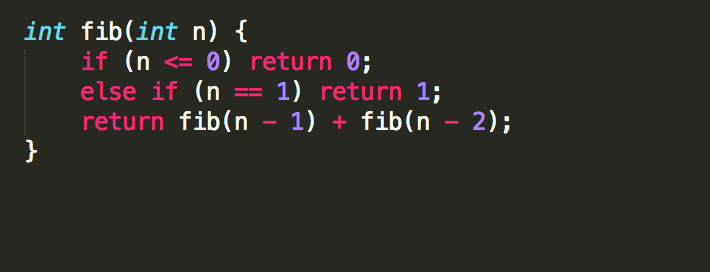 int fib(int n) {
    if (n <= 0) return 0;
    else if (n == 1) return 1;
    return fib(n - 1) + fib(n - 2);
}